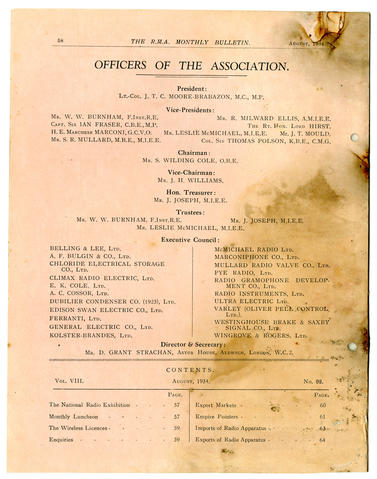 58 THE R.M.A. MONTHLY BULLETIN. August, 1934.
OFFICERS OF THE ASSOCIATION.
President:
Lt.-Col. J. T. C. MOORE-BRABAZON, M.C., M.P.
Vice-Presidents:
Mr. W. W. BURNHAM, F.Inst.R.E. Mr. R. MILWARD ELLIS, A.M.I.E.E.
Capt. Sir IAN FRASER, C.B.E., M.P. The Rt. Hon. Lord HIRST.
H. E. Marchese MARCONI, G.C.V.O. Mr. LESLIE McMICHAEL, M.I.E.E. Mr. J. T. MOULD.
Mr. S. R. MULLARD, M.B.E., M.I.E.E. Col. Sir THOMAS POLSON, K.B.E., C.M.G.
Chairman:
Mr. S. WILDING COLE, O.B.E.
Vice-Chairman:
Mr. J. H. WILLIAMS.
Hon. Treasurer:
Mr. J. JOSEPH, M.I.E.E.
Trustees:
Mr. W. W. BURNHAM, F.Inst.R.E. Mr. J. JOSEPH, M.I.E.E.
Mr. LESLIE McMICHAEL, M.I.E.E.
Executive Council:
BELLING & LEE, Ltd.
A. F. BULGIN & Co., Ltd.
CHLORIDE ELECTRICAL STORAGE
CO., Ltd.
CLIMAX RADIO ELECTRIC, Ltd.
E. K. COLE, Ltd.
A. C. COSSOR, Ltd.
DUBILIER CONDENSER CO. (1925), Ltd.
EDISON SWAN ELECTRIC CO., Ltd.
FERRANTI, Ltd.
GENERAL ELECTRIC CO., Ltd.
KOLSTER-BRANDES, Ltd.
McMICHAEL RADIO Ltd.
MARCONIPHONE CO., Ltd.
MULLARD RADIO VALVE CO., Ltd.
PYE RADIO, Ltd.
RADIO GRAMOPHONE DEVELOP-
MENT CO., Ltd.
RADIO INSTRUMENTS, Ltd.
ULTRA ELECTRIC Ltd.
VARLEY (OLIVER PELL CONTROL,
Ltd.)
WESTINGHOUSE BRAKE & SAXBY
SIGNAL CO., Ltd.
WINGROVE & ROGERS, Ltd.
Director & Secretary:
Mr. D. GRANT STRACHAN, Astor House, Aldwych, London, W.C.2.
CONTENTS.
Vol. VIII. August, 1934. No. 92.
Page.
The National Radio Exhibition - - - 57
Monthly Luncheon - - - 57
The Wireless Licences - - - 59
Enquiries - - - 59
Page.
Export Markets - - - 60
Empire Pointers - - - 61
Imports of Radio Apparatus - - - 63
Exports of Radio Apparatus - - - 64